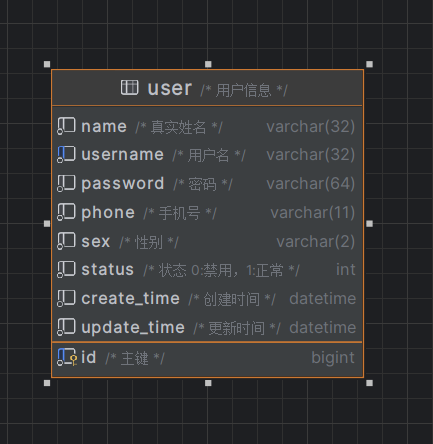 user /* 用户信息 */
name /* 真实姓名 */ varchar(32)
username /* 用户名 */ varchar(32)
password /* 密码 */ varchar(64)
phone /* 手机号 */ varchar(11)
sex /* 性别 */ varchar(2)
status /* 状态 0:禁用，1:正常 */ int
create_time /* 创建时间 */ datetime
update_time /* 更新时间 */ datetime
id /* 主键 */ bigint